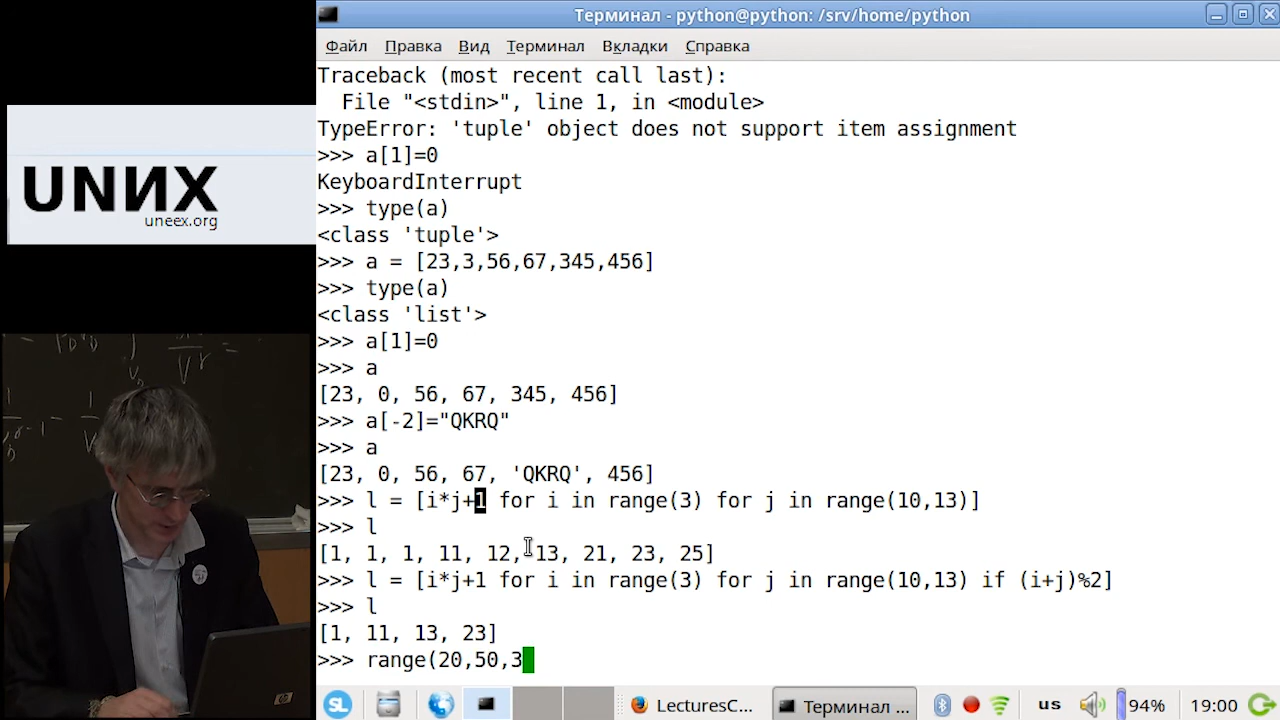 Терминал - python@python: /srv/home/python
Файл Правка Вид Терминал Вкладки Справка
Traceback (most recent call last):
  File "<stdin>", line 1, in <module>
TypeError: 'tuple' object does not support item assignment
>>> a[1]=0
KeyboardInterrupt
>>> type(a)
<class 'tuple'>
>>> a = [23,3,56,67,345,456]
>>> type(a)
<class 'list'>
>>> a[1]=0
>>> a
[23, 0, 56, 67, 345, 456]
>>> a[-2]="QKRQ"
>>> a
[23, 0, 56, 67, 'QKRQ', 456]
>>> l = [i*j+1 for i in range(3) for j in range(10,13)]
>>> l
[1, 1, 1, 11, 12, 13, 21, 23, 25]
>>> l = [i*j+1 for i in range(3) for j in range(10,13) if (i+j)%2]
>>> l
[1, 11, 13, 23]
>>> range(20,50,3
LecturesC...
Терминал ...
us
94%
19:00
UNИX
uneex.org